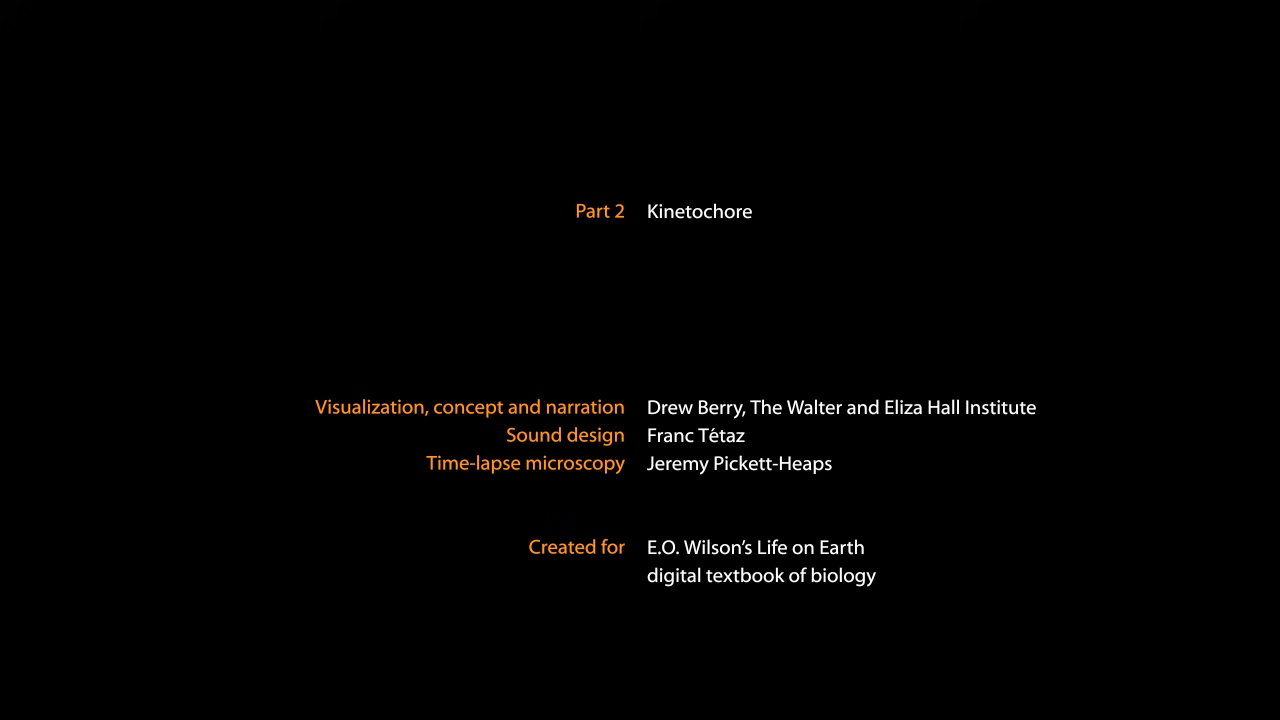 Part 2 Kinetochore
Visualization, concept and narration Drew Berry, The Walter and Eliza Hall Institute
Sound design Franc Tétaz
Time-lapse microscopy Jeremy Pickett-Heaps
Created for E.O. Wilson’s Life on Earth
digital textbook of biology